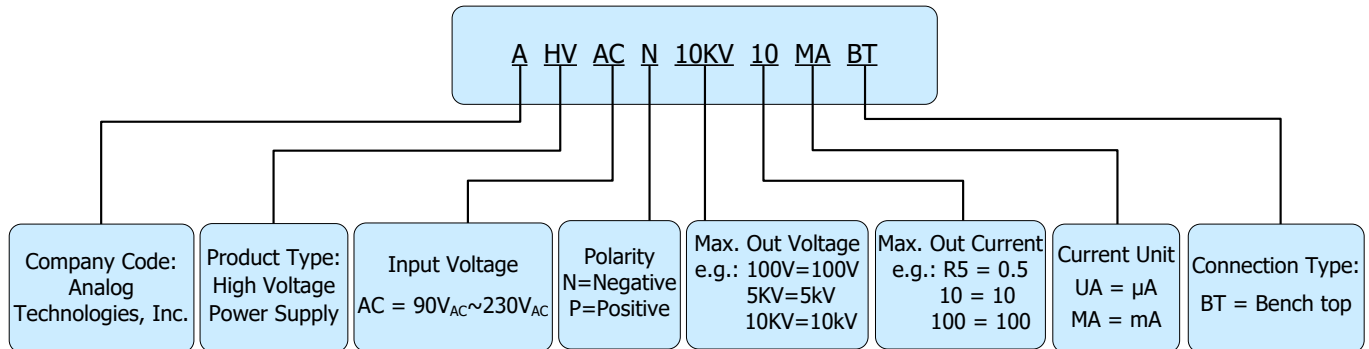 A HV AC N 10KV 10 MA BT
Company Code:
Analog
Technologies, Inc.
Product Type:
High Voltage
Power Supply
Input Voltage
AC = 90VAC~230VAC
Polarity
N=Negative
P=Positive
Max. Out Voltage
e.g.: 100V=100V
5KV=5kV
10KV=10kV
Max. Out Current
e.g.: R5 = 0.5
10 = 10
100 = 100
Current Unit
UA = µA
MA = mA
Connection Type:
BT = Bench top